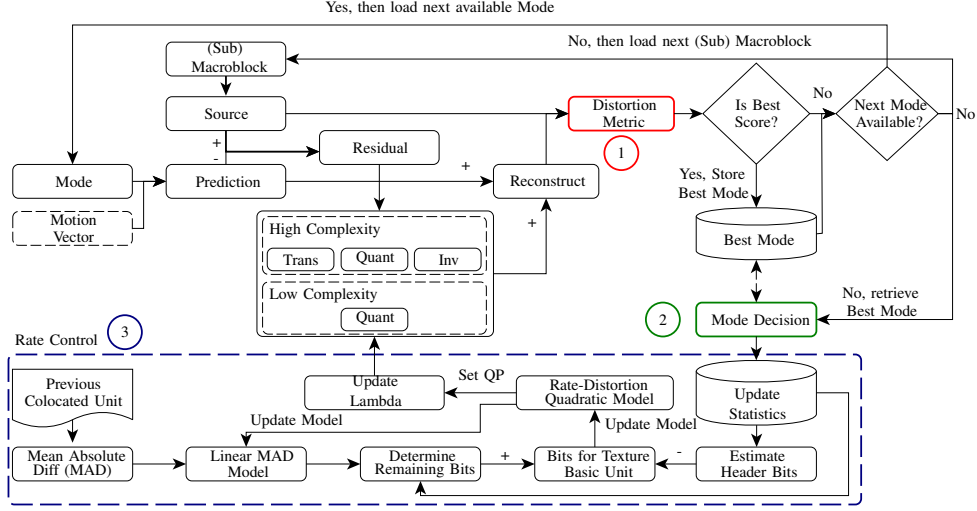 Yes, then load next available Mode
No, then load next (Sub) Macroblock
(Sub)
Macroblock
Source
Distortion
Metric
Is Best
Score?
No
Next Mode
Available?
No
+
-
Residual
1
Mode
Prediction
+
Reconstruct
Yes, Store
Best Mode
Motion
Vector
+
High Complexity
Trans
Quant
Inv
Best Mode
Low Complexity
Quant
No, retrieve
Best Mode
2
Mode Decision
3
Rate Control
Previous
Colocated Unit
Update
Lambda
Set QP
Rate-Distortion
Quadratic Model
Update
Statistics
Update Model
Update Model
Mean Absolute
Diff (MAD)
Linear MAD
Model
Determine
Remaining Bits
+
Bits for Texture
Basic Unit
-
Estimate
Header Bits